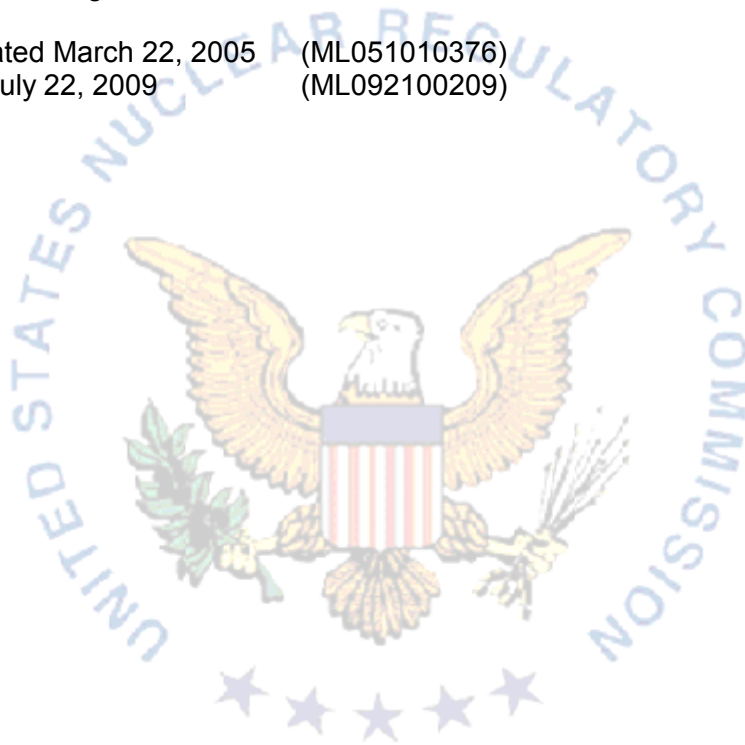 ated March 22, 2005 (ML051010376)
uly 22, 2009 (ML092100209)
UNITED STATES NUCLEAR REGULATORY COMMISSION